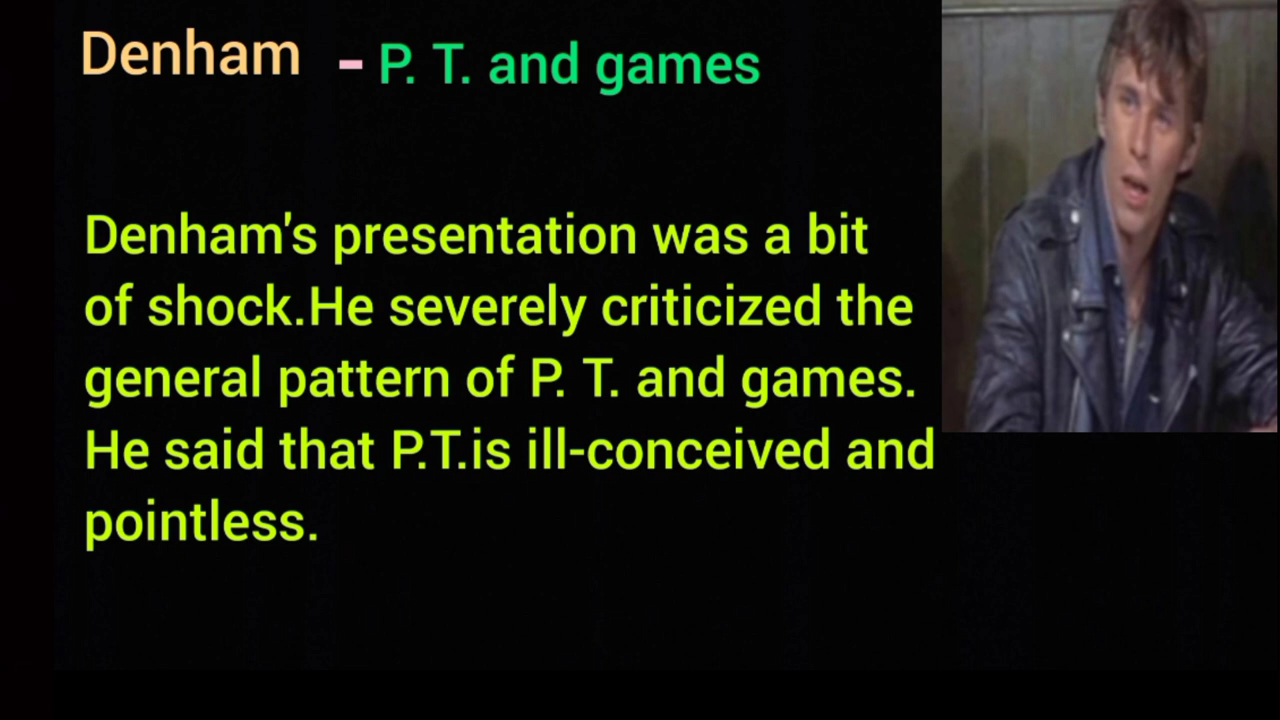 Denham - P. T. and games
Denham's presentation was a bit
of shock.He severely criticized the
general pattern of P. T. and games.
He said that P.T.is ill-conceived and
pointless.